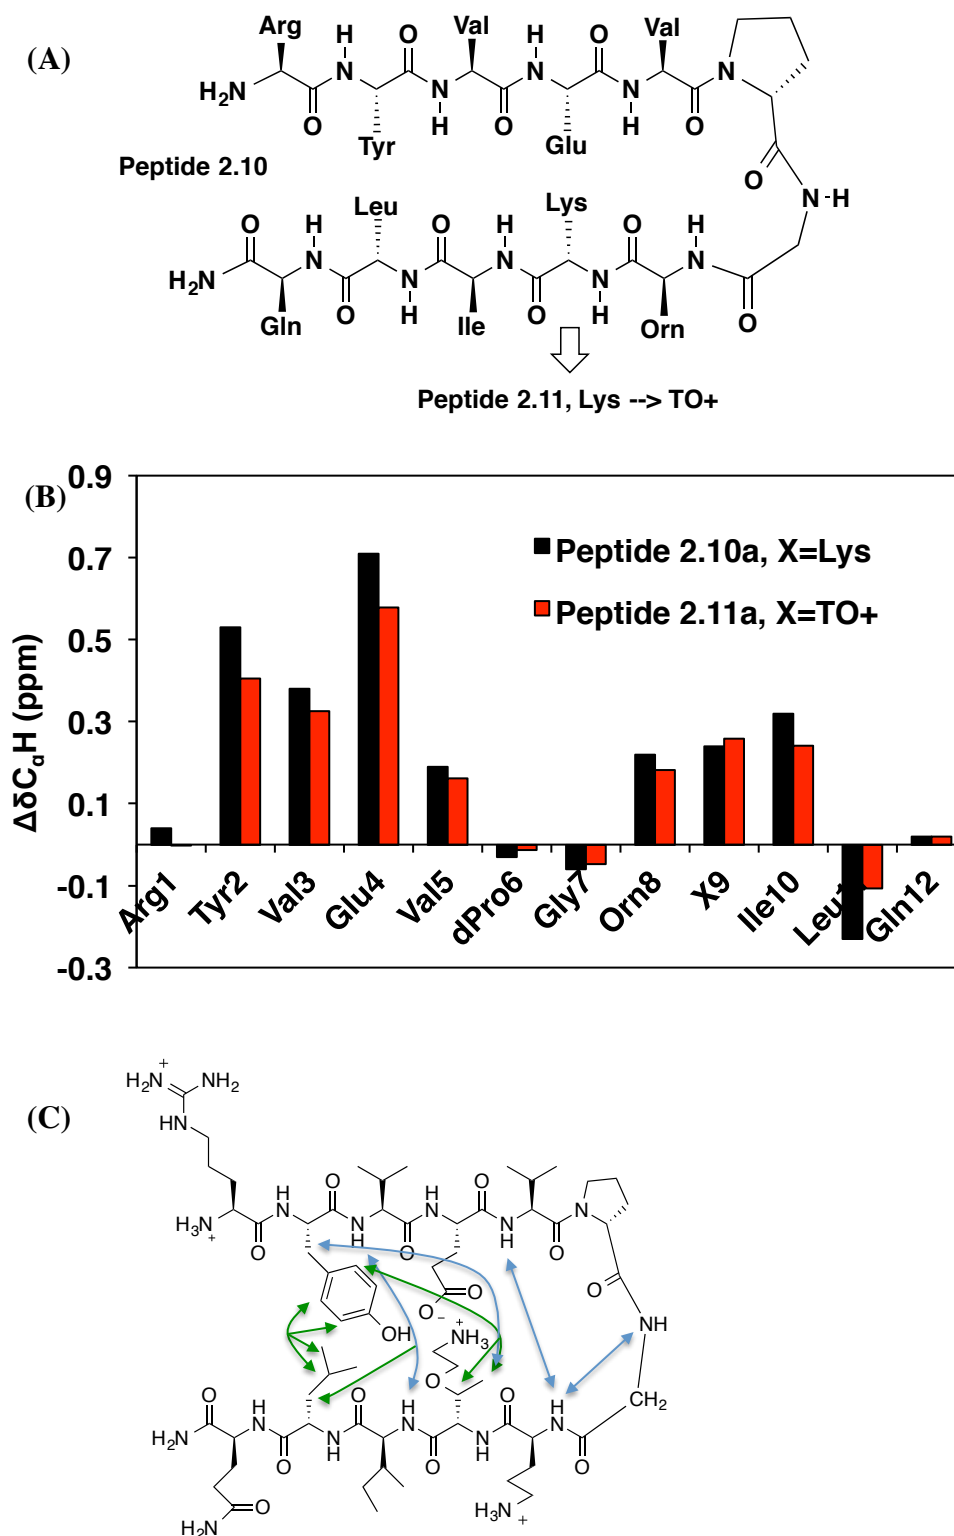 (A)
Arg H O Val H O Val
H₂N N N N N N
O H O H O
Tyr Glu
Peptide 2.10
O N-H
Leu Lys
O H O H O H
H₂N N N N N N N
Gln O H Ile O H Orn O
Peptide 2.11, Lys --> TO+
(B)
0.9
0.7
0.5
0.3
0.1
-0.1
-0.3
ΔδCαH (ppm)
Peptide 2.10a, X=Lys
Peptide 2.11a, X=TO+
Arg1 Tyr2 Val3 Glu4 Val5 dPro6 Gly7 Orn8 X9 Ile10 Gln12
(C)
+
H₂N NH₂
HN
H O H O
H₃N N N N N N
+ O H O H O
O O
O −
OH + NH₃ NH
O
O H O H O H CH₂
H₂N N N N N N N
O H O H O
O H₃N +
H₂N